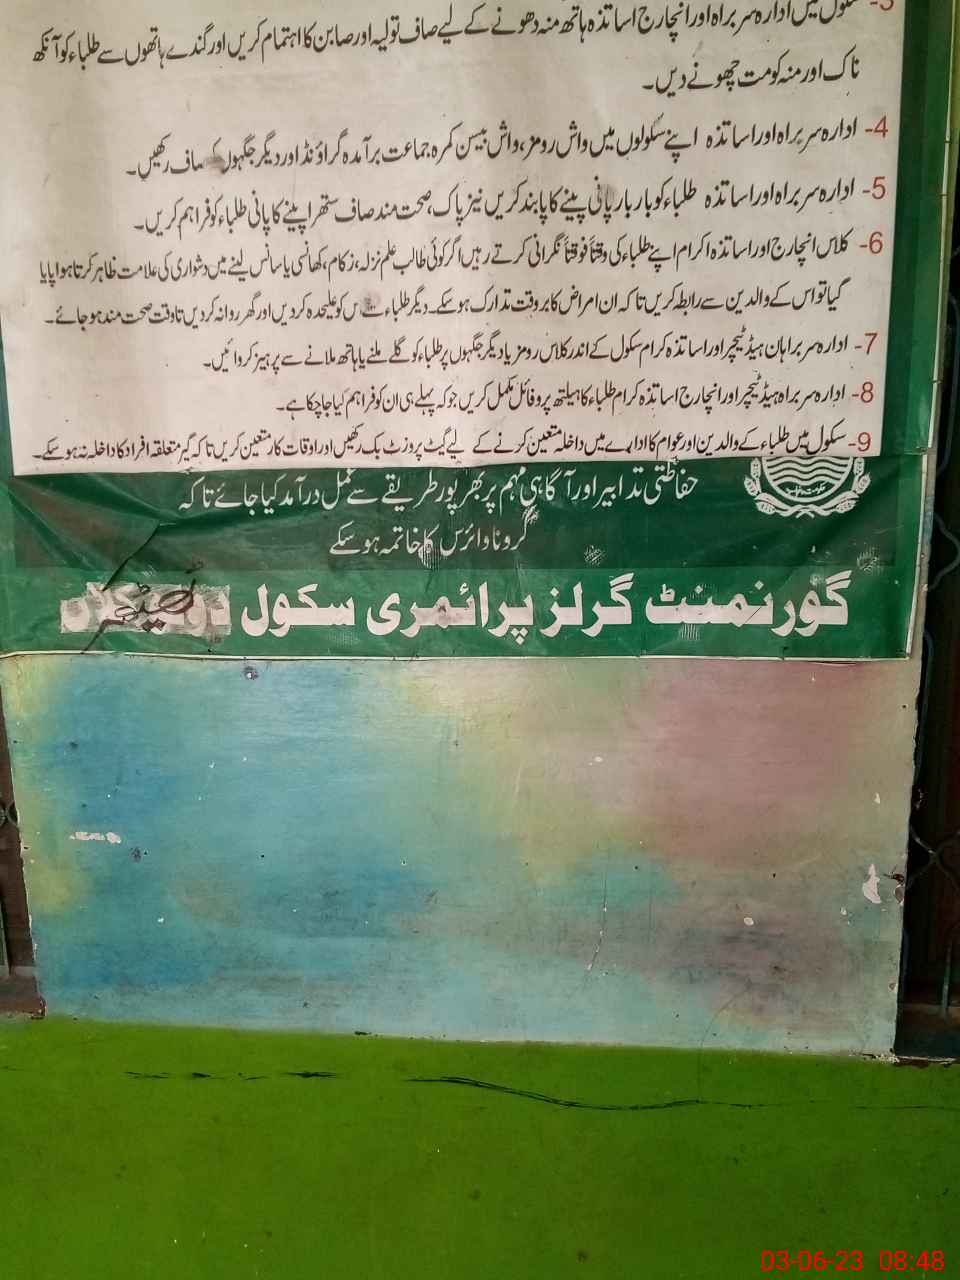 3- سکول میں ادارہ سربراہ اور انچارج اساتذہ ہاتھ منہ دھونے کے لیے صاف تولیہ اور صابن کا اہتمام کریں اور گندے ہاتھوں سے طلباء کو آنکھ
ناک اور منہ کو مت چھونے دیں۔
4- ادارہ سربراہ اور اساتذہ اپنے سکولوں میں واش رومز، واش بیسن کمرہ جماعت برآمدہ گراؤنڈ اور دیگر جگہوں کو صاف رکھیں۔
5- ادارہ سربراہ اور اساتذہ طلباء کو بار بار پانی پینے کا پابند کریں نیز پاک، صحت مند صاف ستھرا پینے کا پانی طلباء کو فراہم کریں۔
6- کلاس انچارج اور اساتذہ اکرام اپنے طلباء کی وقتاً فوقتاً نگرانی کرتے رہیں اگر کوئی طالب علم نزلہ، زکام، کھانسی یا سانس لینے میں دشواری کی علامت ظاہر کرتا ہوا پایا
گیا تو اس کے والدین سے رابطہ کریں تاکہ ان امراض کا بروقت تدارک ہو سکے۔ دیگر طلباء سے اس کو علیحدہ کر دیں اور گھر روانہ کر دیں تا وقت صحت مند ہو جائے۔
7- ادارہ سربراہان ہیڈ ٹیچر اور اساتذہ کرام سکول کے اندر کلاس رومز یا دیگر جگہوں پر طلباء کو گلے ملنے یا ہاتھ ملانے سے پرہیز کروائیں۔
8- ادارہ سربراہ ہیڈ ٹیچر اور انچارج اساتذہ کرام طلباء کا ہیلتھ پروفائل مکمل کریں جو کہ پہلے ہی ان کو فراہم کیا جا چکا ہے۔
9- سکول میں طلباء کے والدین اور عوام کا ادارے میں داخلہ متعین کرنے کے لیے گیٹ پر وزٹ بک رکھیں اور اوقات کار متعین کریں تاکہ غیر متعلقہ افراد کا داخلہ نہ ہو سکے۔
حفاظتی تدابیر اور آگاہی مہم پر بھرپور طریقے سے عمل درآمد کیا جائے تاکہ
کرونا وائرس کا خاتمہ ہو سکے
گورنمنٹ گرلز پرائمری سکول
03-06-23 08:48